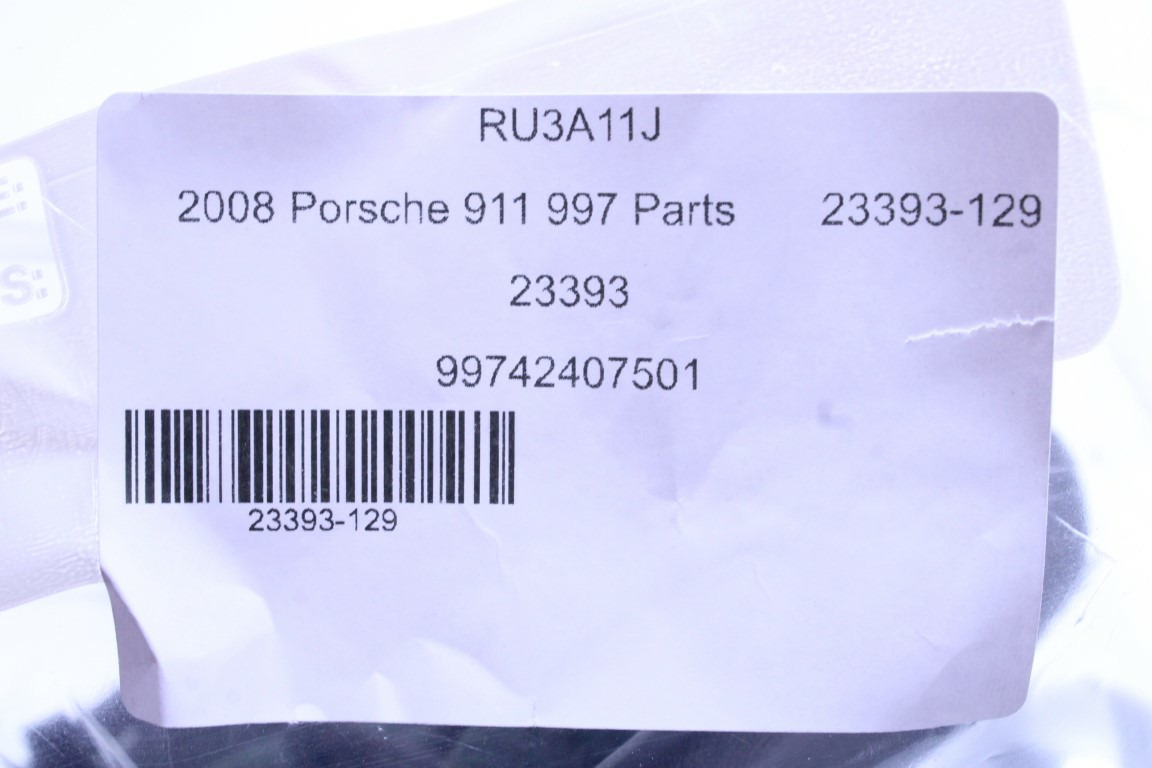 RU3A11J
2008 Porsche 911 997 Parts 23393-129
23393
99742407501
23393-129
S: